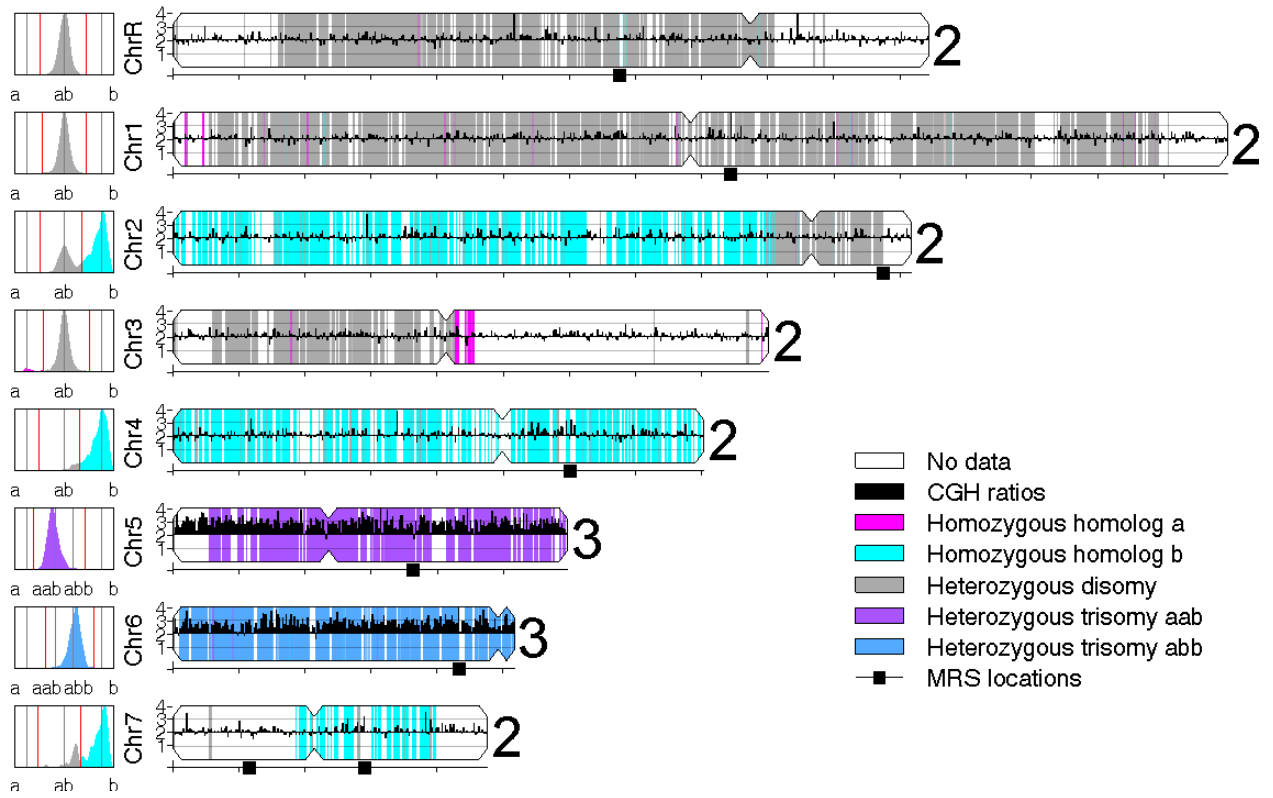 ChrR
4
3
2
1
2
a ab b
Chr1
4
3
2
1
2
a ab b
Chr2
4
3
2
1
2
a ab b
Chr3
4
3
2
1
2
a ab b
Chr4
4
3
2
1
2
a ab b
Chr5
4
3
2
1
3
a aab abb b
Chr6
4
3
2
1
3
a aab abb b
Chr7
4
3
2
1
2
a ab b
No data
CGH ratios
Homozygous homolog a
Homozygous homolog b
Heterozygous disomy
Heterozygous trisomy aab
Heterozygous trisomy abb
MRS locations